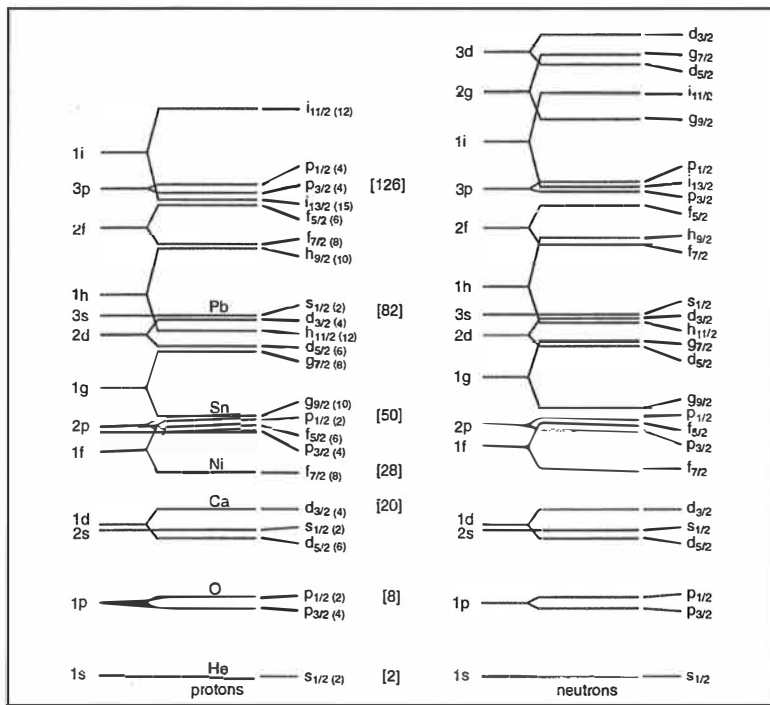 1i
3p
2f
1h
3s
2d
1g
2p
1f
1d
2s
1p
1s
Pb
Sn
Ni
Ca
O
He
protons
i11/2 (12)
p1/2 (4)
p3/2 (4)
i13/2 (15)
f5/2 (6)
f7/2 (8)
h9/2 (10)
s1/2 (2)
d3/2 (4)
h11/2 (12)
d5/2 (6)
g7/2 (8)
g9/2 (10)
p1/2 (2)
f5/2 (6)
p3/2 (4)
f7/2 (8)
d3/2 (4)
s1/2 (2)
d5/2 (6)
p1/2 (2)
p3/2 (4)
s1/2 (2)
[126]
[82]
[50]
[28]
[20]
[8]
[2]
3d
2g
1i
3p
2f
1h
3s
2d
1g
2p
1f
1d
2s
1p
1s
neutrons
d3/2
g7/2
d5/2
i11/2
g9/2
p1/2
i13/2
p3/2
f5/2
h9/2
f7/2
s1/2
d3/2
h11/2
g7/2
d5/2
g9/2
p1/2
f5/2
p3/2
f7/2
d3/2
s1/2
d5/2
p1/2
p3/2
s1/2